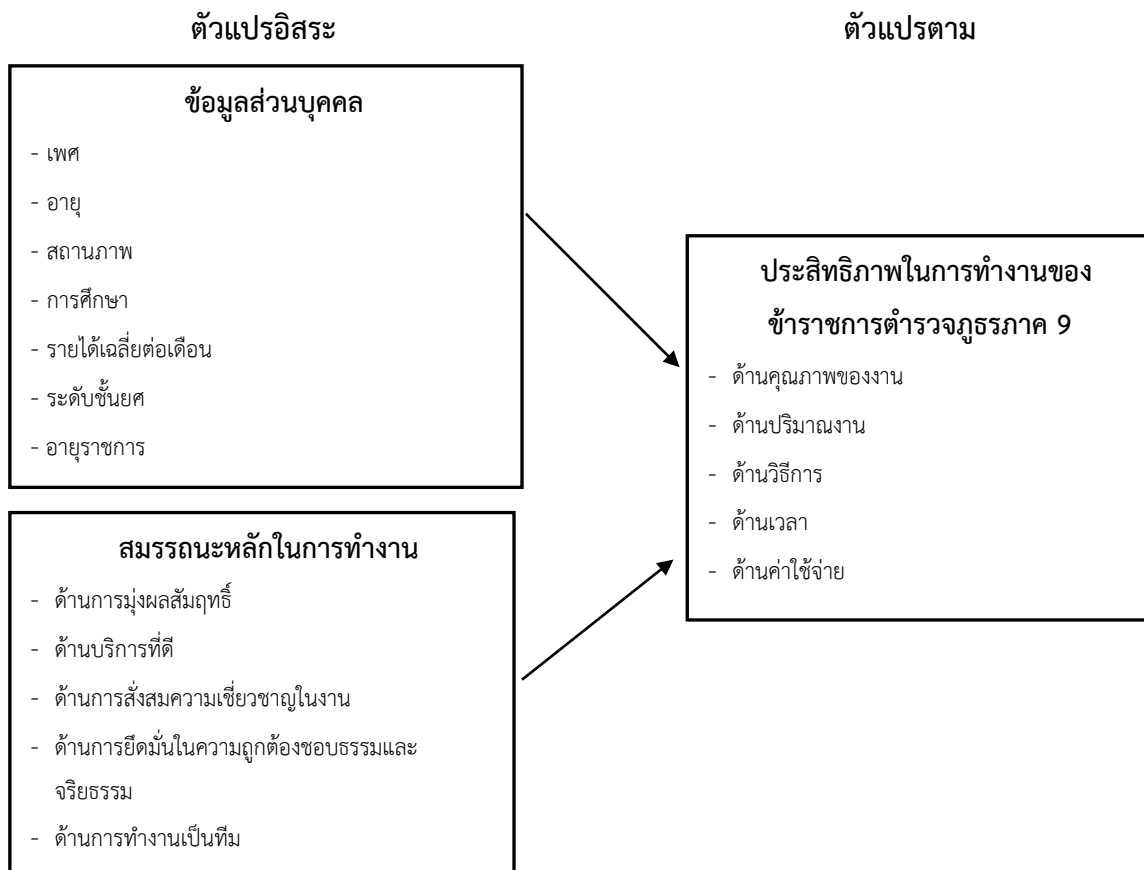 ตัวแปรอิสระ
ตัวแปรตาม
ข้อมูลส่วนบุคคล
- เพศ
- อายุ
- สถานภาพ
- การศึกษา
- รายได้เฉลี่ยต่อเดือน
- ระดับชั้นยศ
- อายุราชการ
สมรรถนะหลักในการทำงาน
- ด้านการมุ่งผลสัมฤทธิ์
- ด้านบริการที่ดี
- ด้านการสั่งสมความเชี่ยวชาญในงาน
- ด้านการยึดมั่นในความถูกต้องชอบธรรมและ
จริยธรรม
- ด้านการทำงานเป็นทีม
ประสิทธิภาพในการทำงานของ
ข้าราชการตำรวจภูธรภาค 9
- ด้านคุณภาพของงาน
- ด้านปริมาณงาน
- ด้านวิธีการ
- ด้านเวลา
- ด้านค่าใช้จ่าย